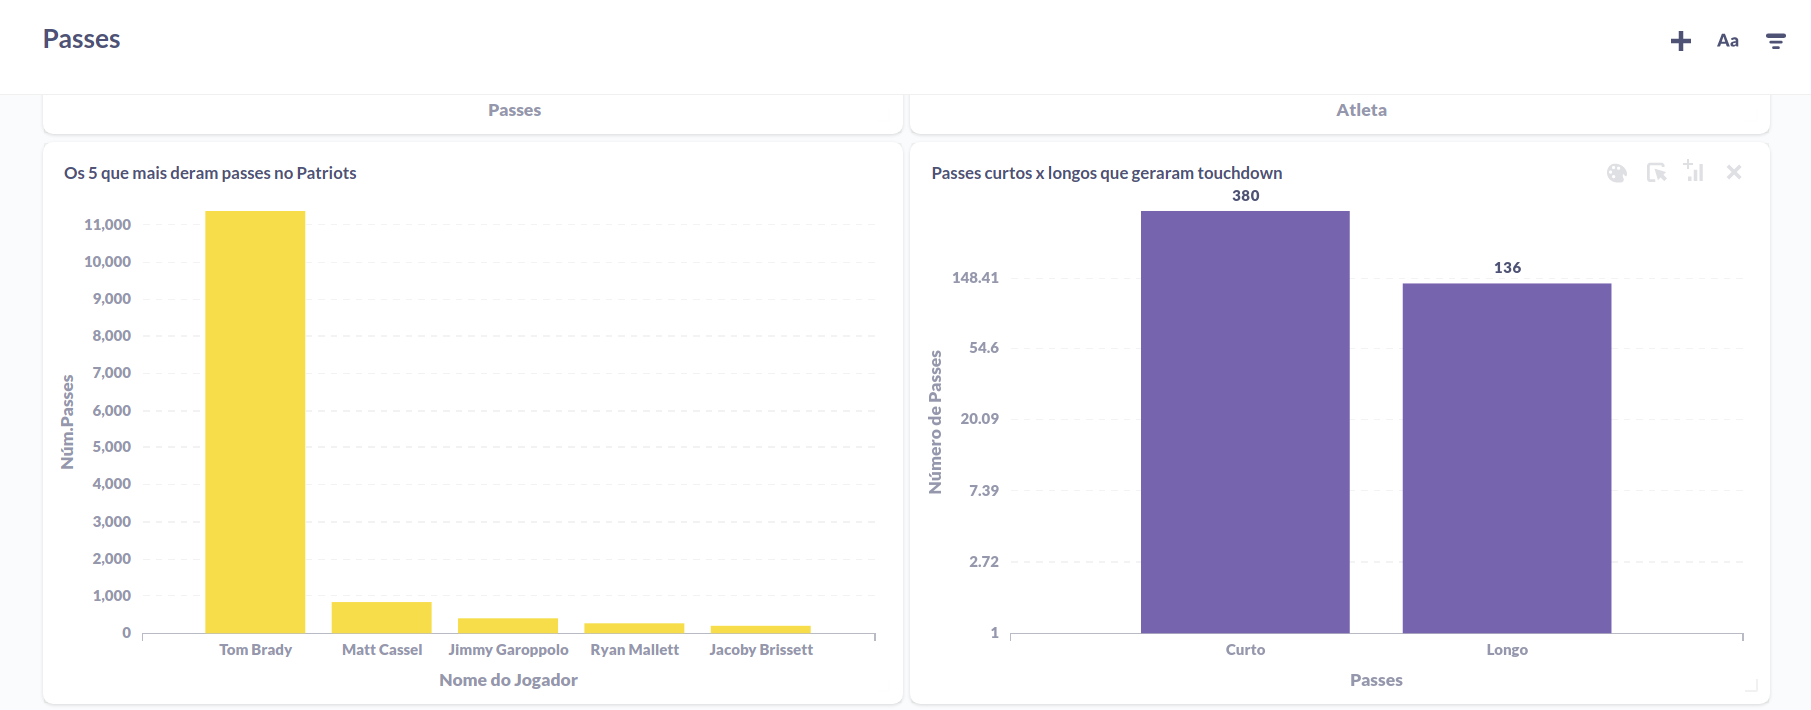 Passes
Aa
Passes
Atleta
Os 5 que mais deram passes no Patriots
11,000
10,000
9,000
8,000
7,000
6,000
5,000
4,000
3,000
2,000
1,000
0
Núm.Passes
Tom Brady
Matt Cassel
Jimmy Garoppolo
Ryan Mallett
Jacoby Brissett
Nome do Jogador
Passes curtos x longos que geraram touchdown
380
136
148.41
54.6
20.09
7.39
2.72
1
Número de Passes
Curto
Longo
Passes